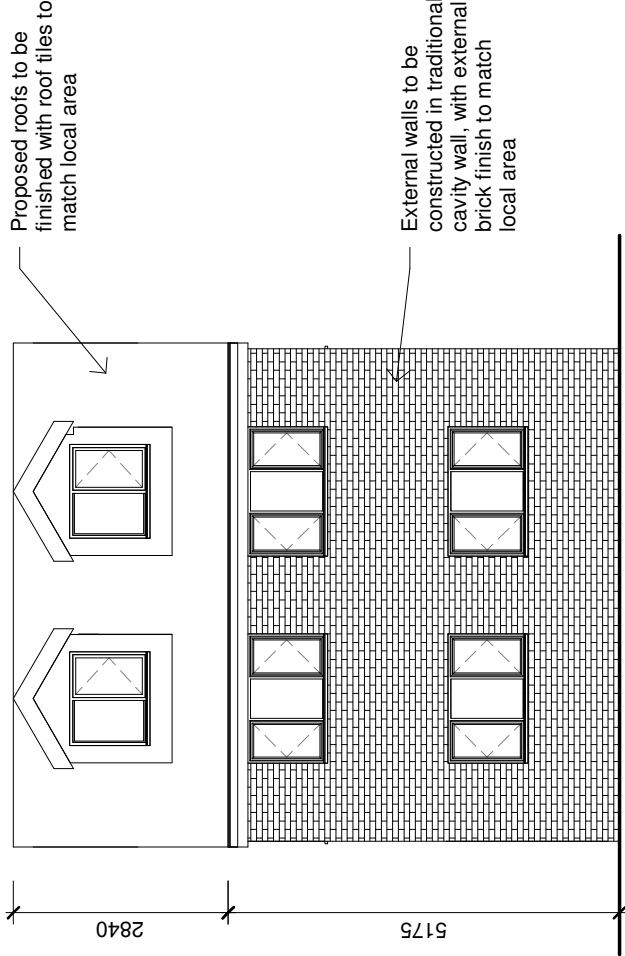 Proposed roofs to be
finished with roof tiles to
match local area
External walls to be
constructed in traditional
cavity wall, with external
brick finish to match
local area
2840
5175